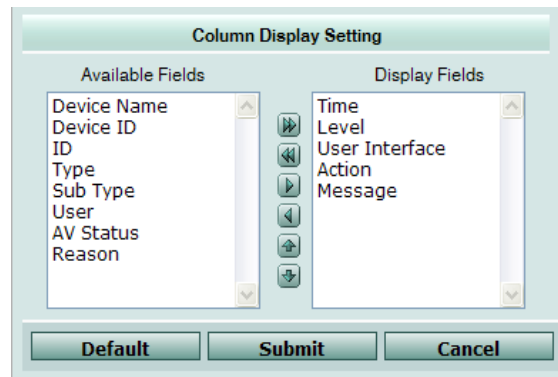 Column Display Setting
Available Fields
Display Fields
Device Name
Device ID
ID
Type
Sub Type
User
AV Status
Reason
Time
Level
User Interface
Action
Message
Default
Submit
Cancel